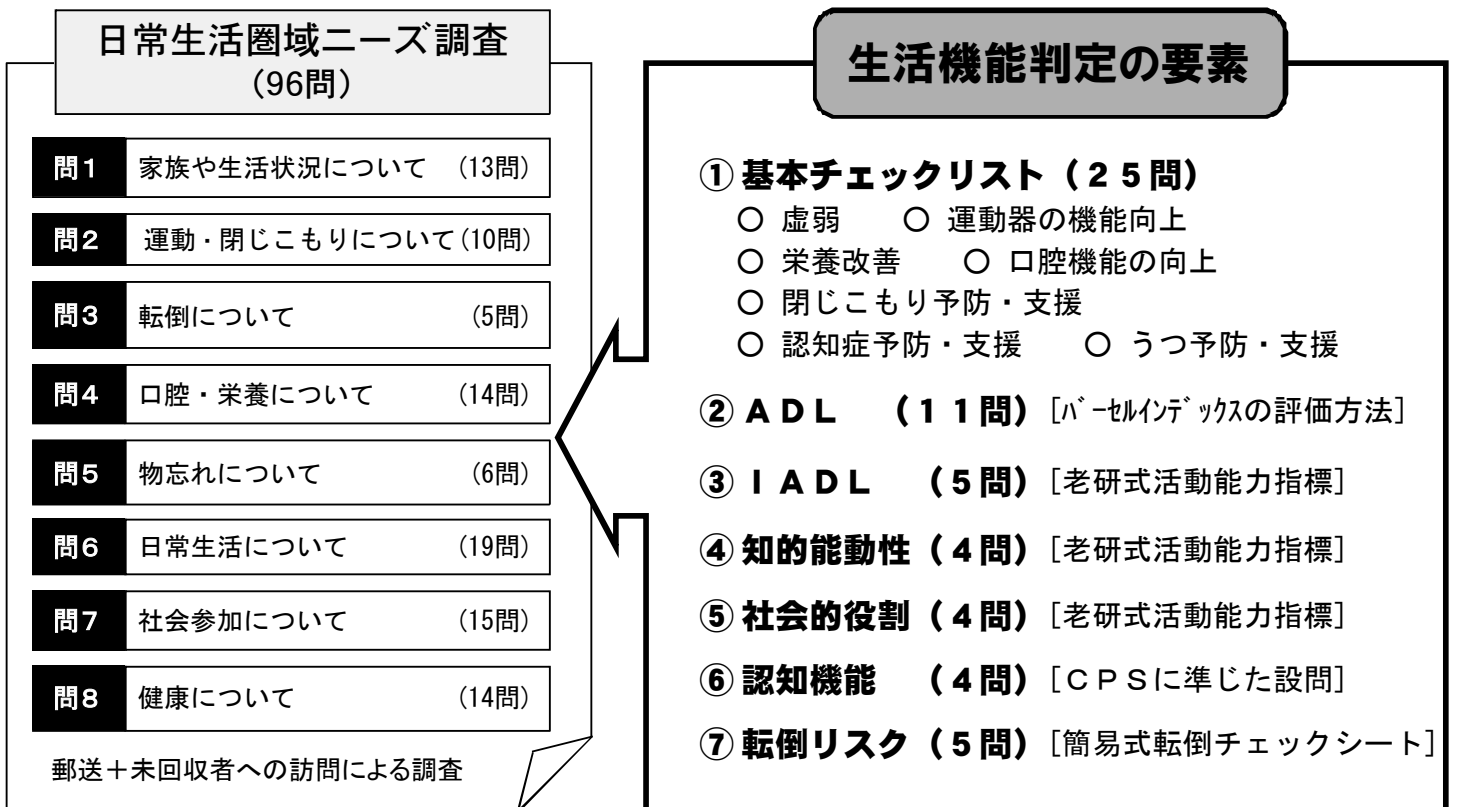 日常生活圏域ニーズ調査
(96問)
問1 家族や生活状況について (13問)
問2 運動・閉じこもりについて(10問)
問3 転倒について (5問)
問4 口腔・栄養について (14問)
問5 物忘れについて (6問)
問6 日常生活について (19問)
問7 社会参加について (15問)
問8 健康について (14問)
郵送＋未回収者への訪問による調査
生活機能判定の要素
①基本チェックリスト（２５問）
○ 虚弱 ○ 運動器の機能向上
○ 栄養改善 ○ 口腔機能の向上
○ 閉じこもり予防・支援
○ 認知症予防・支援 ○ うつ予防・支援
②ＡＤＬ （１１問）[ﾊﾞｰｾﾙｲﾝﾃﾞｯｸｽの評価方法]
③ＩＡＤＬ （５問）[老研式活動能力指標]
④知的能動性（４問）[老研式活動能力指標]
⑤社会的役割（４問）[老研式活動能力指標]
⑥認知機能 （４問）[ＣＰＳに準じた設問]
⑦転倒リスク（５問）[簡易式転倒チェックシート]